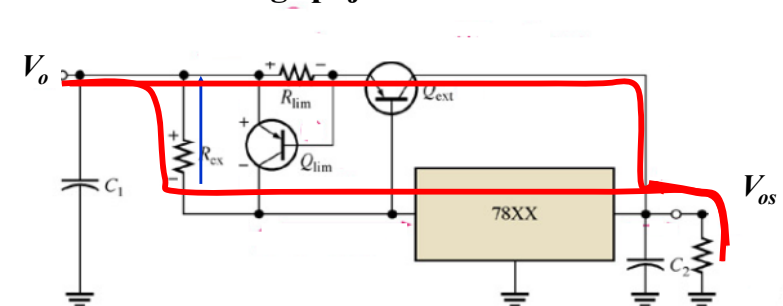 Vo
+ −
Rlim
Qext
+
+
Rex
Qlim
−
−
C1
78XX
Vos
C2